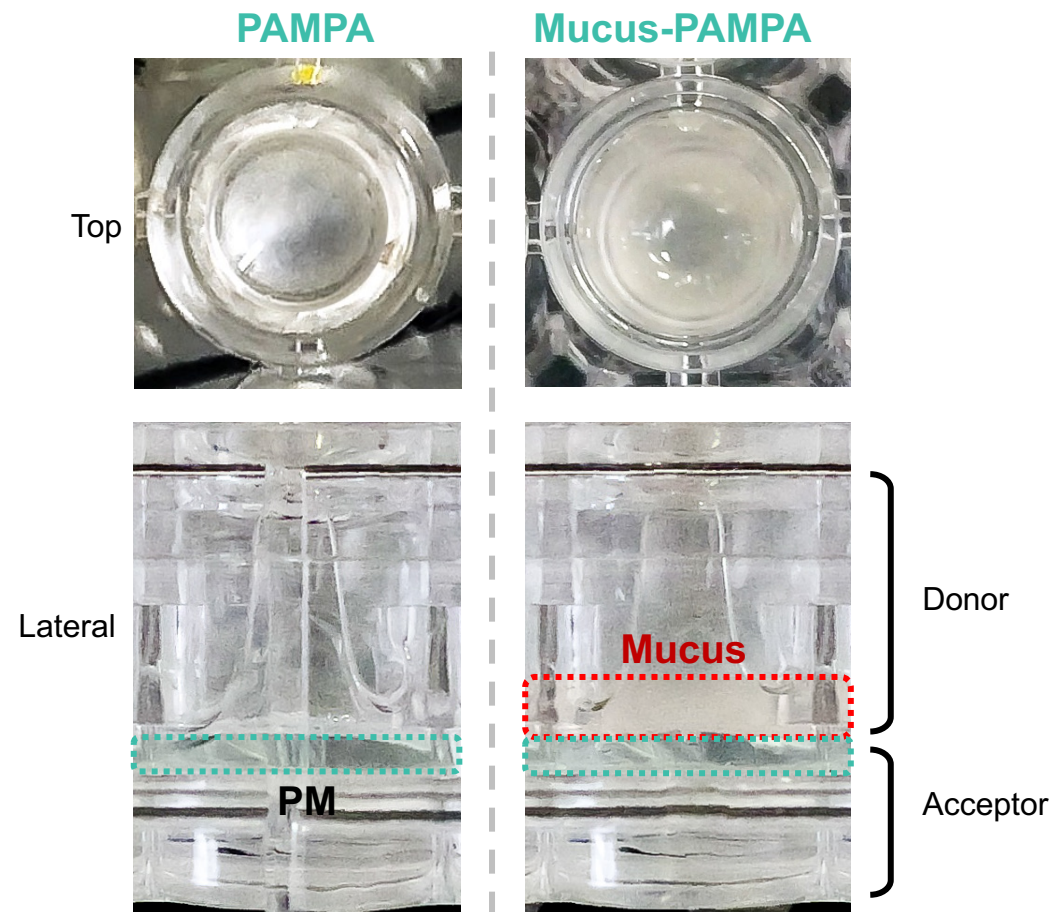 PAMPA
Mucus-PAMPA
Top
Lateral
Mucus
PM
Donor
Acceptor